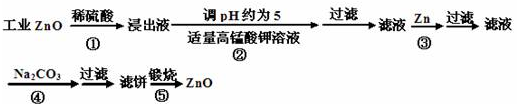 工业 ZnO 稀硫酸 ① 浸出液 调 pH 约为 5 适量高锰酸钾溶液 ② 过滤 滤液 Zn ③ 过滤 滤液
Na₂CO₃ ④ 过滤 滤饼 煅烧 ⑤ ZnO